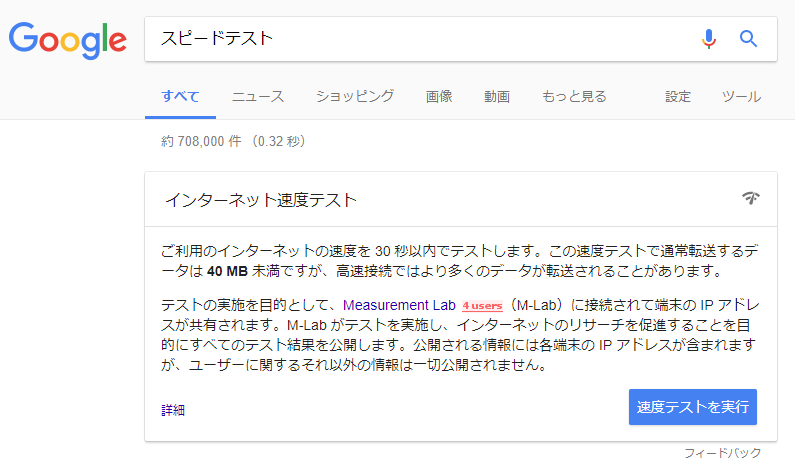 Google
スピードテスト
すべて ニュース ショッピング 画像 動画 もっと見る 設定 ツール
約 708,000 件 （0.32 秒）
インターネット速度テスト
ご利用のインターネットの速度を 30 秒以内でテストします。この速度テストで通常転送するデ
ータは 40 MB 未満ですが、高速接続ではより多くのデータが転送されることがあります。
テストの実施を目的として、Measurement Lab 4 users（M-Lab）に接続されて端末の IP アドレ
スが共有されます。M-Lab がテストを実施し、インターネットのリサーチを促進することを目
的にすべてのテスト結果を公開します。公開される情報には各端末の IP アドレスが含まれます
が、ユーザーに関するそれ以外の情報は一切公開されません。
詳細
速度テストを実行
フィードバック